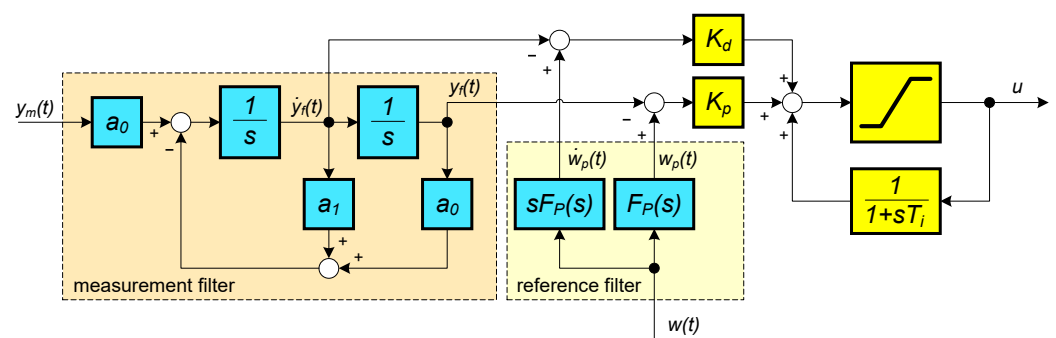 K_d
y_m(t)
ẏ_f(t)
y_f(t)
u
a_0
1
s
1
s
K_p
ẇ_p(t)
w_p(t)
a_1
a_0
sF_P(s)
F_P(s)
1
1+sT_i
measurement filter
reference filter
w(t)